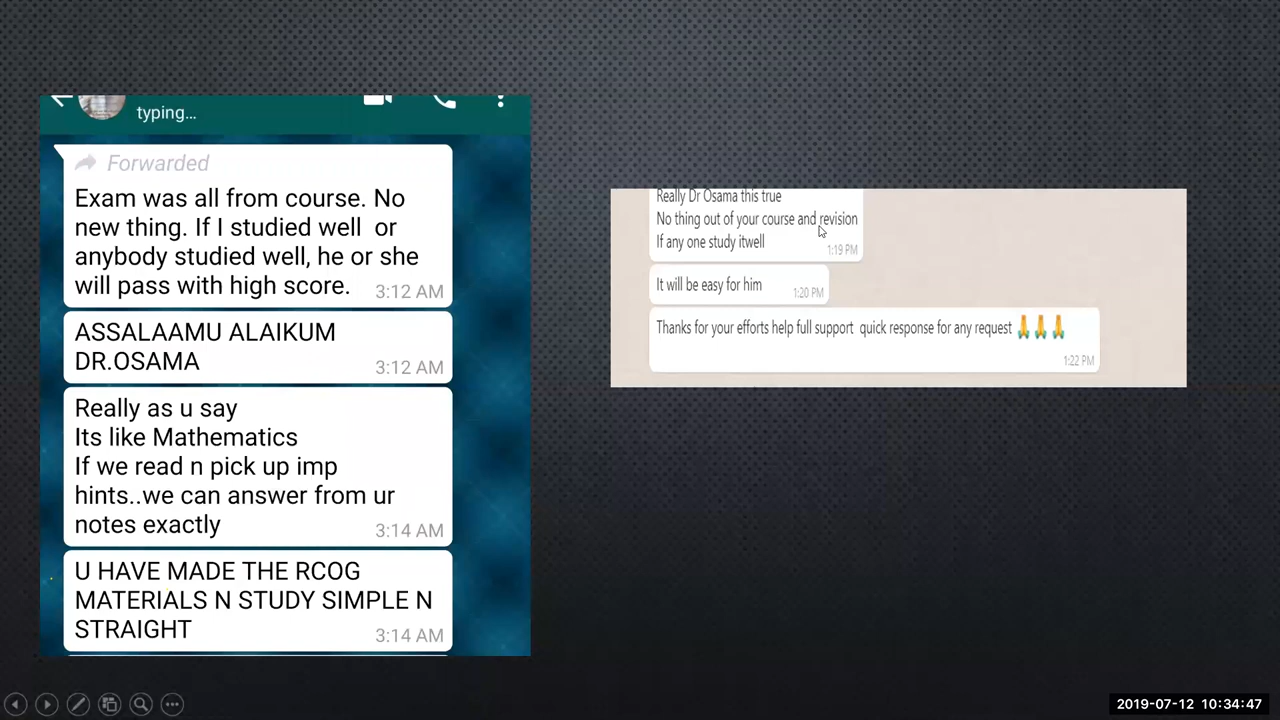 typing...
Forwarded
Exam was all from course. No
new thing. If I studied well or
anybody studied well, he or she
will pass with high score. 3:12 AM
ASSALAAMU ALAIKUM
DR.OSAMA 3:12 AM
Really as u say
Its like Mathematics
If we read n pick up imp
hints..we can answer from ur
notes exactly 3:14 AM
U HAVE MADE THE RCOG
MATERIALS N STUDY SIMPLE N
STRAIGHT 3:14 AM
Really Dr Osama this true
No thing out of your course and revision
If any one study itwell 1:19 PM
It will be easy for him 1:20 PM
Thanks for your efforts help full support quick response for any request 🙏🙏🙏
1:22 PM
2019-07-12 10:34:47